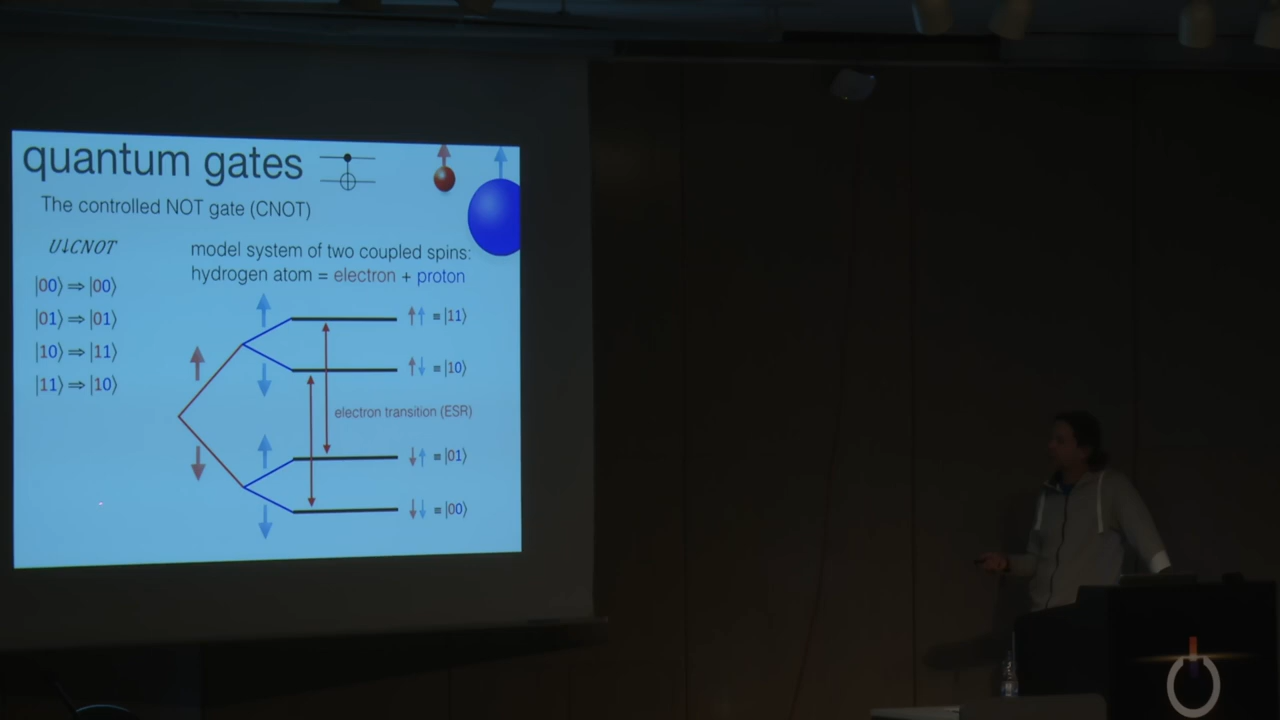 quantum gates
The controlled NOT gate (CNOT)
U↓CNOT
|00⟩⇒|00⟩
|01⟩⇒|01⟩
|10⟩⇒|11⟩
|11⟩⇒|10⟩
model system of two coupled spins:
hydrogen atom = electron + proton
↑↑ ≡|11⟩
↑↓ ≡|10⟩
electron transition (ESR)
↓↑ ≡|01⟩
↓↓ ≡|00⟩